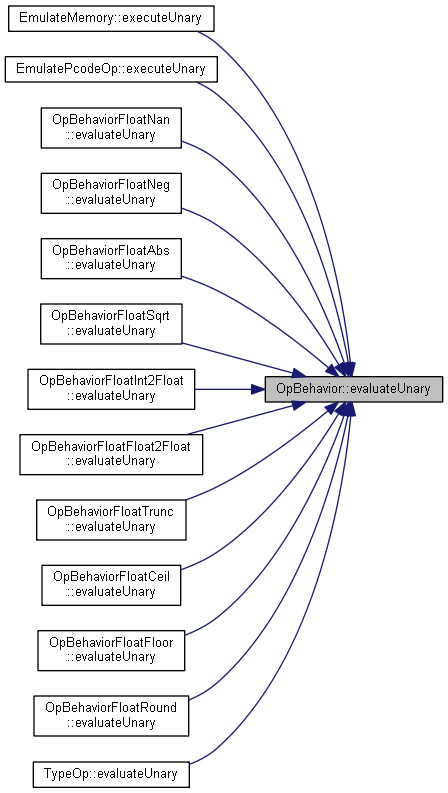 EmulateMemory::executeUnary
EmulatePcodeOp::executeUnary
OpBehaviorFloatNan
::evaluateUnary
OpBehaviorFloatNeg
::evaluateUnary
OpBehaviorFloatAbs
::evaluateUnary
OpBehaviorFloatSqrt
::evaluateUnary
OpBehaviorFloatInt2Float
::evaluateUnary
OpBehavior::evaluateUnary
OpBehaviorFloatFloat2Float
::evaluateUnary
OpBehaviorFloatTrunc
::evaluateUnary
OpBehaviorFloatCeil
::evaluateUnary
OpBehaviorFloatFloor
::evaluateUnary
OpBehaviorFloatRound
::evaluateUnary
TypeOp::evaluateUnary